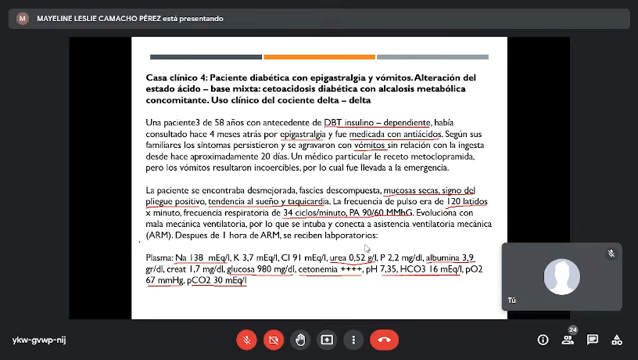 M MAYELINE LESLIE CAMACHO PÉREZ está presentando
Casa clínico 4: Paciente diabética con epigastralgia y vómitos. Alteración del
estado ácido – base mixta: cetoacidosis diabética con alcalosis metabólica
concomitante. Uso clínico del cociente delta – delta
Una paciente3 de 58 años con antecedente de DBT insulino – dependiente, había
consultado hace 4 meses atrás por epigastralgia y fue medicada con antiácidos. Según sus
familiares los síntomas persistieron y se agravaron con vómitos sin relación con la ingesta
desde hace aproximadamente 20 días. Un médico particular le receto metoclopramida,
pero los vómitos resultaron incoercibles, por lo cual fue llevada a la emergencia.
La paciente se encontraba desmejorada, fascies descompuesta, mucosas secas, signo del
pliegue positivo, tendencia al sueño y taquicardia. La frecuencia de pulso era de 120 latidos
x minuto, frecuencia respiratoria de 34 ciclos/minuto, PA 90/60 MMhG. Evoluciona con
mala mecánica ventilatoria, por lo que se intuba y conecta a asistencia ventilatoria mecánica
(ARM). Despues de 1 hora de ARM, se reciben labporatorios:
Plasma: Na 138 mEq/l, K 3,7 mEq/l, Cl 91 mEq/l, urea 0,52 g/l, P 2,2 mg/dl, albumina 3,9
gr/dl, creat 1,7 mg/dl, glucosa 980 mg/dl, cetonemia ++++, pH 7,35, HCO3 16 mEq/l, pO2
67 mmHg, pCO2 30 mEq/l
Tú
ykw-gvwp-nij
24